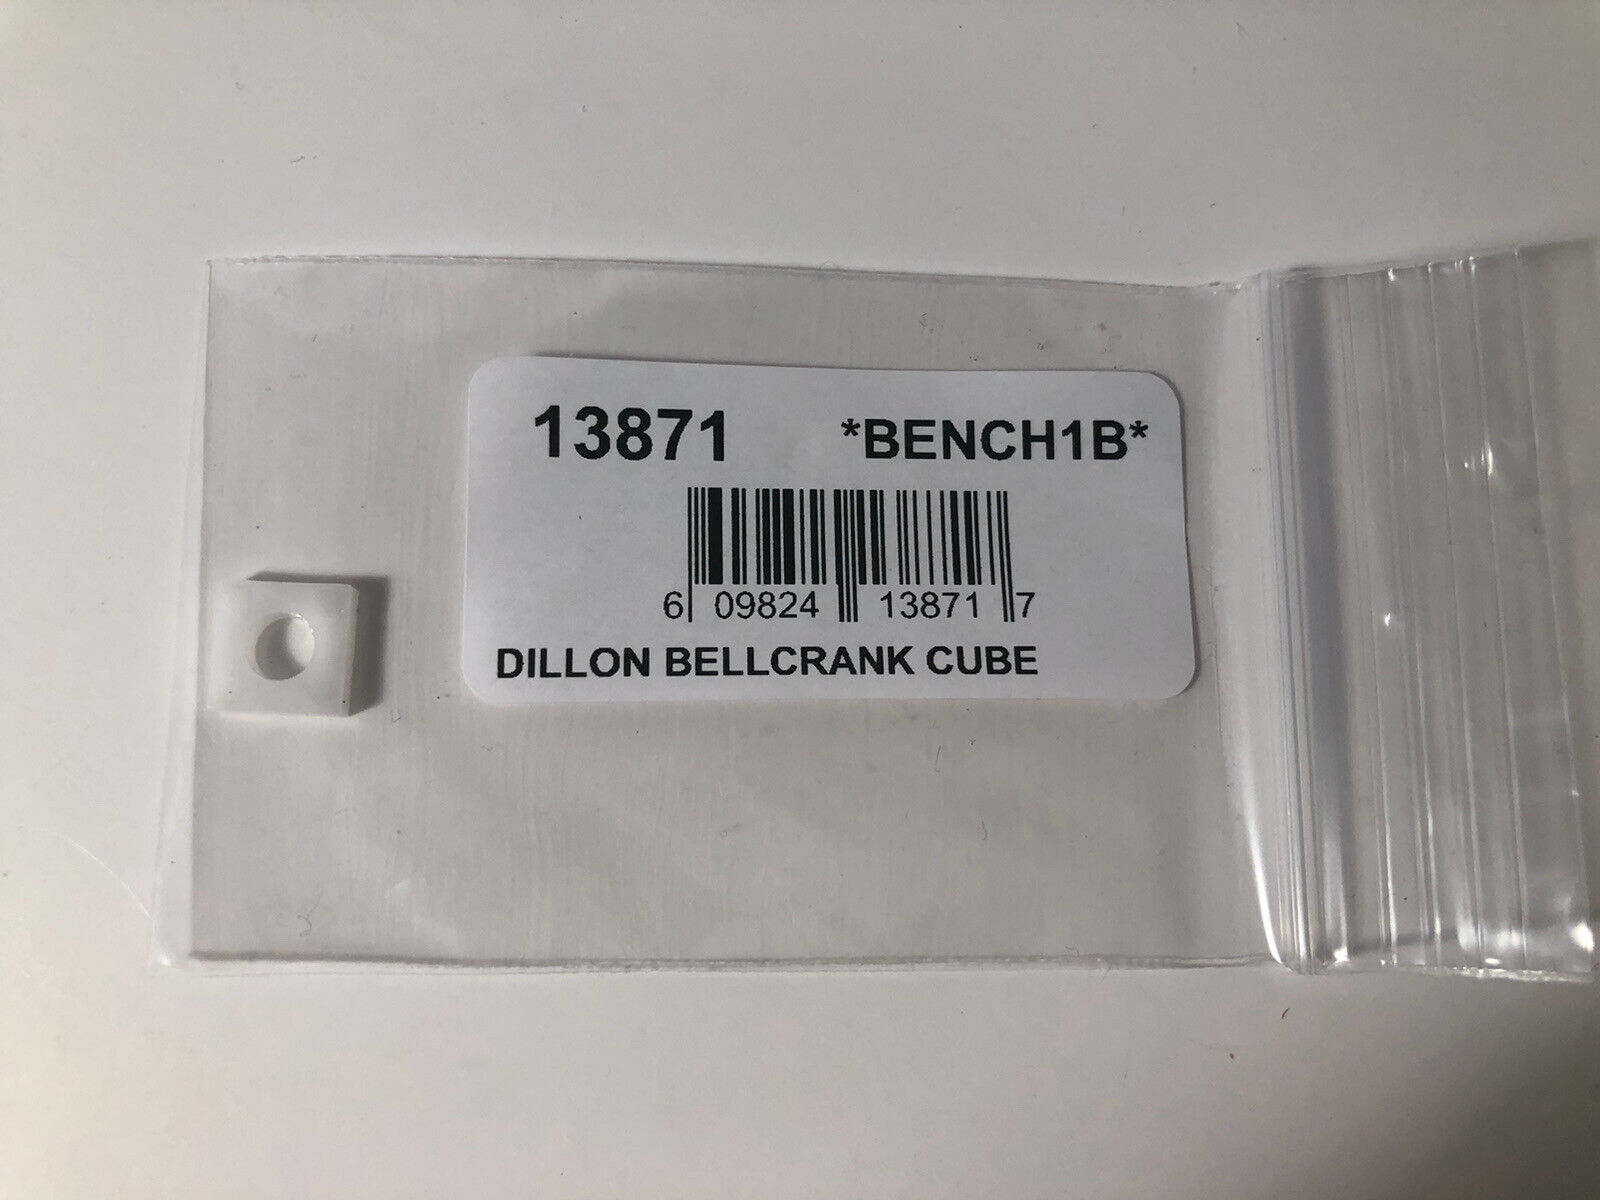 13871 *BENCH1B*
6 09824 13871 7
DILLON BELLCRANK CUBE